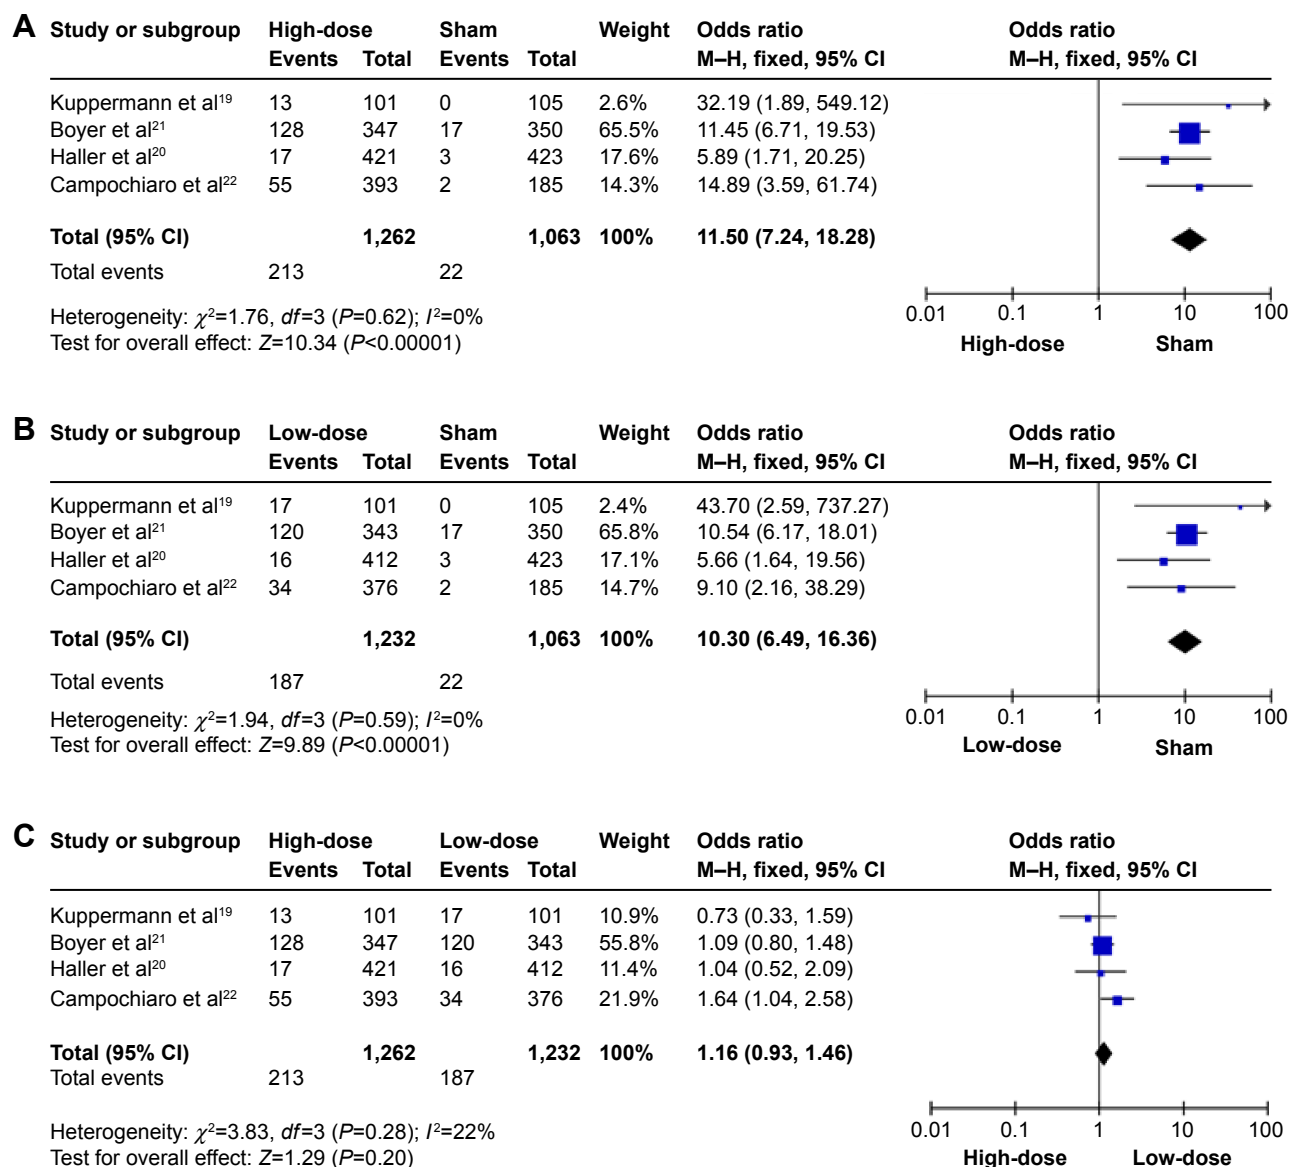 A Study or subgroup High-dose Sham Weight Odds ratio Odds ratio
Events Total Events Total M–H, fixed, 95% CI M–H, fixed, 95% CI
Kuppermann et al¹⁹ 13 101 0 105 2.6% 32.19 (1.89, 549.12)
Boyer et al²¹ 128 347 17 350 65.5% 11.45 (6.71, 19.53)
Haller et al²⁰ 17 421 3 423 17.6% 5.89 (1.71, 20.25)
Campochiaro et al²² 55 393 2 185 14.3% 14.89 (3.59, 61.74)
Total (95% CI) 1,262 1,063 100% 11.50 (7.24, 18.28)
Total events 213 22
Heterogeneity: χ²=1.76, df=3 (P=0.62); I²=0%
Test for overall effect: Z=10.34 (P<0.00001)
0.01 0.1 1 10 100
High-dose Sham
B Study or subgroup Low-dose Sham Weight Odds ratio Odds ratio
Events Total Events Total M–H, fixed, 95% CI M–H, fixed, 95% CI
Kuppermann et al¹⁹ 17 101 0 105 2.4% 43.70 (2.59, 737.27)
Boyer et al²¹ 120 343 17 350 65.8% 10.54 (6.17, 18.01)
Haller et al²⁰ 16 412 3 423 17.1% 5.66 (1.64, 19.56)
Campochiaro et al²² 34 376 2 185 14.7% 9.10 (2.16, 38.29)
Total (95% CI) 1,232 1,063 100% 10.30 (6.49, 16.36)
Total events 187 22
Heterogeneity: χ²=1.94, df=3 (P=0.59); I²=0%
Test for overall effect: Z=9.89 (P<0.00001)
0.01 0.1 1 10 100
Low-dose Sham
C Study or subgroup High-dose Low-dose Weight Odds ratio Odds ratio
Events Total Events Total M–H, fixed, 95% CI M–H, fixed, 95% CI
Kuppermann et al¹⁹ 13 101 17 101 10.9% 0.73 (0.33, 1.59)
Boyer et al²¹ 128 347 120 343 55.8% 1.09 (0.80, 1.48)
Haller et al²⁰ 17 421 16 412 11.4% 1.04 (0.52, 2.09)
Campochiaro et al²² 55 393 34 376 21.9% 1.64 (1.04, 2.58)
Total (95% CI) 1,262 1,232 100% 1.16 (0.93, 1.46)
Total events 213 187
Heterogeneity: χ²=3.83, df=3 (P=0.28); I²=22%
Test for overall effect: Z=1.29 (P=0.20)
0.01 0.1 1 10 100
High-dose Low-dose